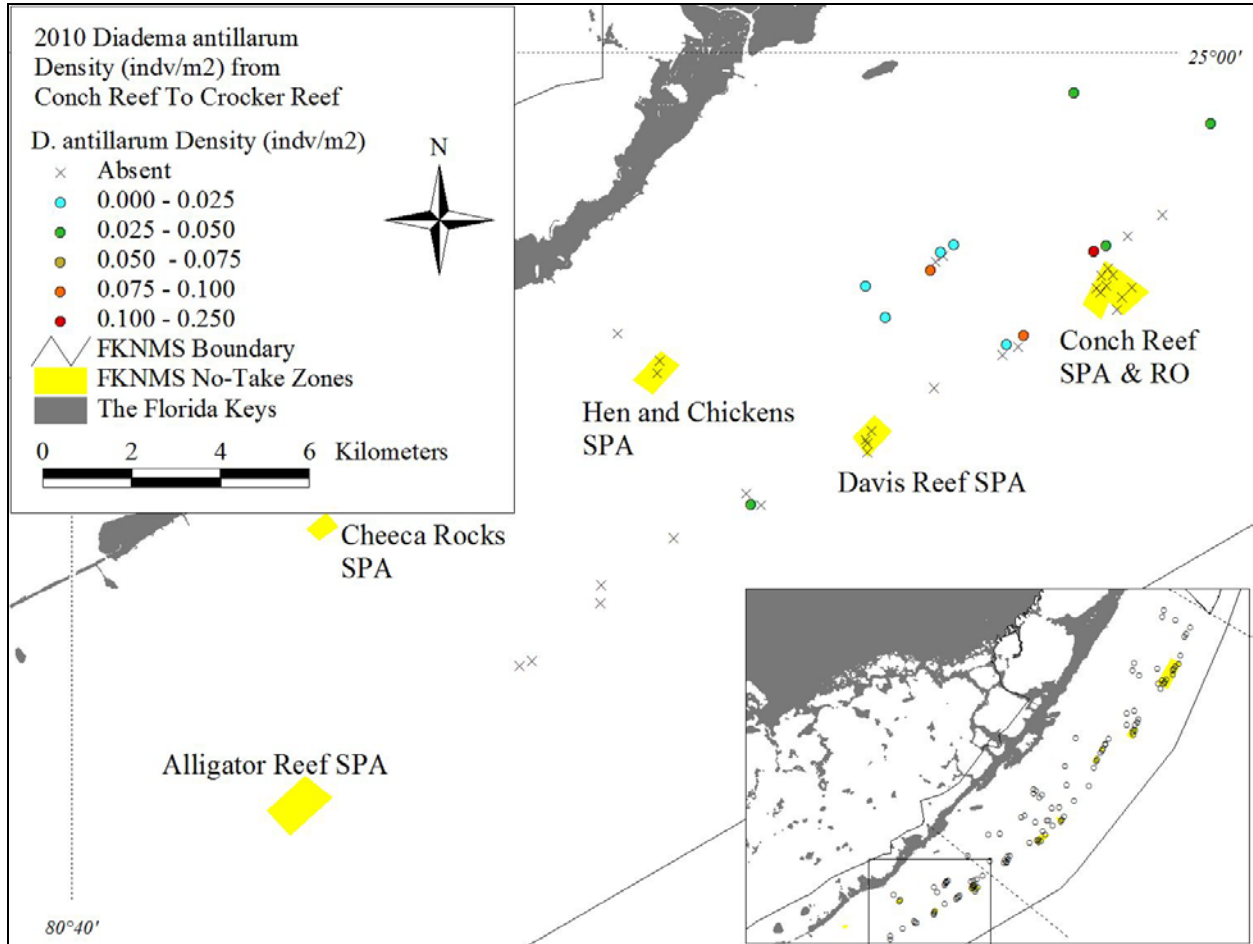 2010 Diadema antillarum
Density (indv/m2) from
Conch Reef To Crocker Reef
D. antillarum Density (indv/m2)
Absent
0.000 - 0.025
0.025 - 0.050
0.050 - 0.075
0.075 - 0.100
0.100 - 0.250
FKNMS Boundary
FKNMS No-Take Zones
The Florida Keys
0 2 4 6 Kilometers
N
25°00'
Conch Reef
SPA & RO
Hen and Chickens
SPA
Davis Reef SPA
Cheeca Rocks
SPA
Alligator Reef SPA
80°40'